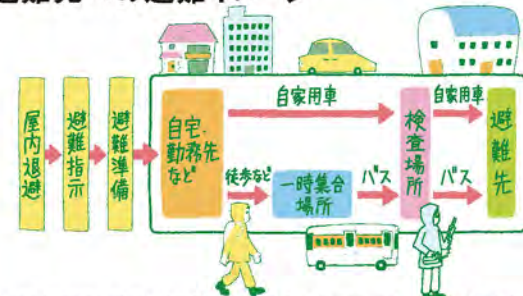 屋内退避
避難指示
避難準備
自宅・
勤務先
など
自家用車
徒歩など
一時集合
場所
バス
検査場所
自家用車
バス
避難先